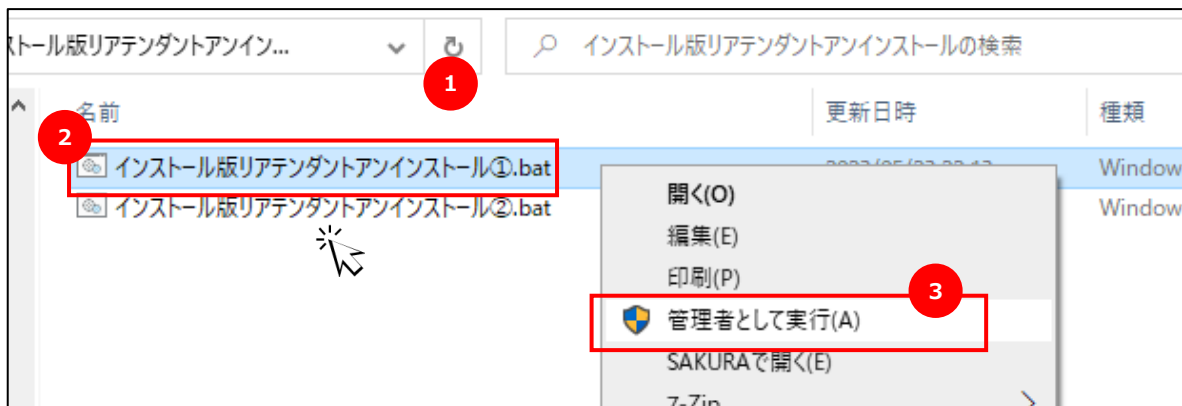 ストール版リアテンダントアンイン...
インストール版リアテンダントアンインストールの検索
1
名前
更新日時
種類
2
インストール版リアテンダントアンインストール①.bat
Window
インストール版リアテンダントアンインストール②.bat
Window
開く(O)
編集(E)
印刷(P)
3
管理者として実行(A)
SAKURAで開く(E)
7-Zip